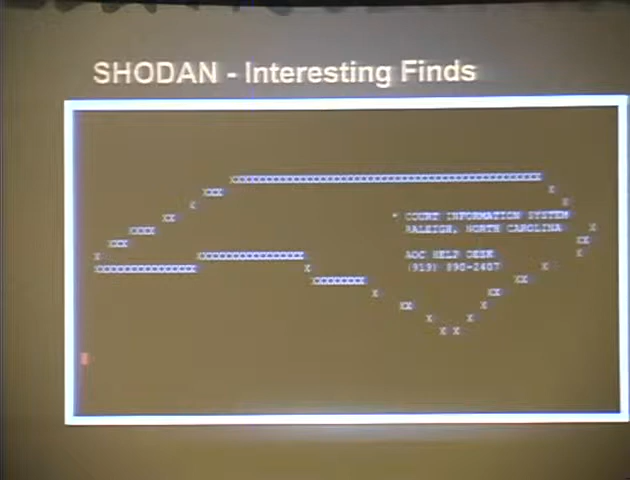 SHODAN - Interesting Finds
* COURT INFORMATION SYSTEM
RALEIGH, NORTH CAROLINA
AOC HELP DESK
(919) 890-2407